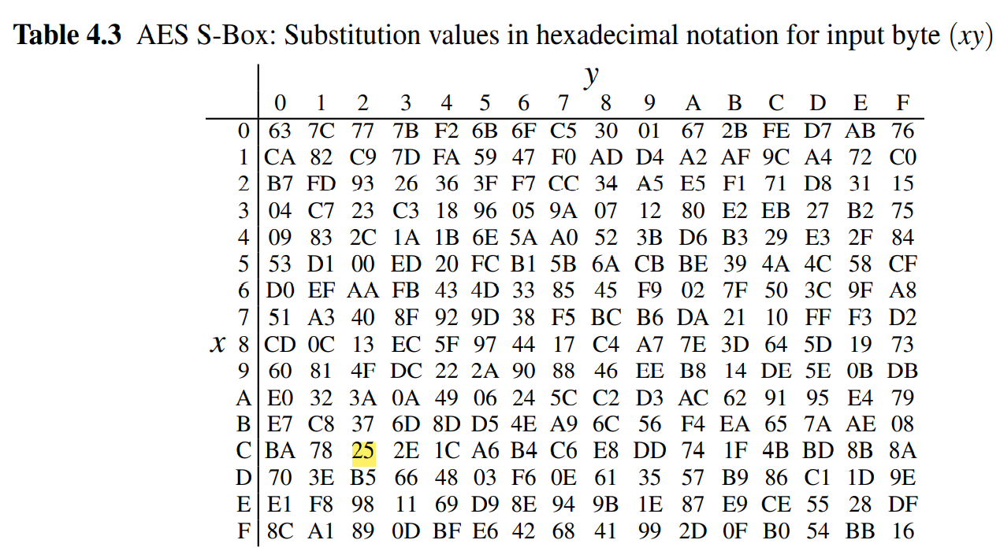 Table 4.3 AES S-Box: Substitution values in hexadecimal notation for input byte (xy)
y
0 1 2 3 4 5 6 7 8 9 A B C D E F
0 63 7C 77 7B F2 6B 6F C5 30 01 67 2B FE D7 AB 76
1 CA 82 C9 7D FA 59 47 F0 AD D4 A2 AF 9C A4 72 C0
2 B7 FD 93 26 36 3F F7 CC 34 A5 E5 F1 71 D8 31 15
3 04 C7 23 C3 18 96 05 9A 07 12 80 E2 EB 27 B2 75
4 09 83 2C 1A 1B 6E 5A A0 52 3B D6 B3 29 E3 2F 84
5 53 D1 00 ED 20 FC B1 5B 6A CB BE 39 4A 4C 58 CF
6 D0 EF AA FB 43 4D 33 85 45 F9 02 7F 50 3C 9F A8
7 51 A3 40 8F 92 9D 38 F5 BC B6 DA 21 10 FF F3 D2
x 8 CD 0C 13 EC 5F 97 44 17 C4 A7 7E 3D 64 5D 19 73
9 60 81 4F DC 22 2A 90 88 46 EE B8 14 DE 5E 0B DB
A E0 32 3A 0A 49 06 24 5C C2 D3 AC 62 91 95 E4 79
B E7 C8 37 6D 8D D5 4E A9 6C 56 F4 EA 65 7A AE 08
C BA 78 25 2E 1C A6 B4 C6 E8 DD 74 1F 4B BD 8B 8A
D 70 3E B5 66 48 03 F6 0E 61 35 57 B9 86 C1 1D 9E
E E1 F8 98 11 69 D9 8E 94 9B 1E 87 E9 CE 55 28 DF
F 8C A1 89 0D BF E6 42 68 41 99 2D 0F B0 54 BB 16